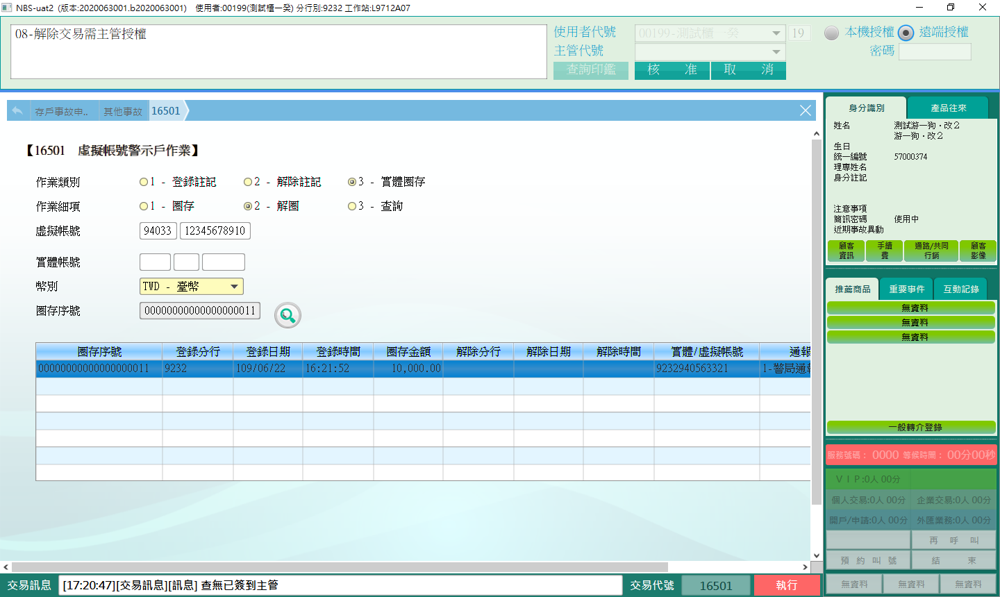 NBS-uat2 (版本:2020063001.b2020063001) 使用者:00199(測試櫃一癸) 分行別:9232 工作站:L9712A07
08-解除交易需主管授權
使用者代號 00199-測試櫃一癸 19 本機授權 遠端授權
主管代號 密碼
查詢印鑑 核 准 取 消
存戶事故申.. 其他事故 16501
【16501 虛擬帳號警示戶作業】
作業類別 1 - 登錄註記 2 - 解除註記 3 - 實體圈存
作業細項 1 - 圈存 2 - 解圈 3 - 查詢
虛擬帳號 94033 12345678910
實體帳號
幣別 TWD - 臺幣
圈存序號 00000000000000000011
圈存序號 登錄分行 登錄日期 登錄時間 圈存金額 解除分行 解除日期 解除時間 實體/虛擬帳號 通報
00000000000000000011 9232 109/06/22 16:21:52 10,000.00 9232940563321 1-警局通報
身分識別 產品往來
姓名 測試游一狗・改２
游一狗・改２
生日
統一編號 57000374
理專姓名
身分註記
注意事項
簡訊密碼 使用中
近期事故異動
顧客資訊 手續費 通路/共同行銷 顧客影像
推薦商品 重要事件 互動記錄
無資料
無資料
無資料
一般轉介登錄
服務號碼： 0000 等候時間： 00分00秒
ＶＩＰ:0人 00分
個人交易:0人 00分 企業交易:0人 00分
開戶/申請:0人 00分 外匯業務:0人 00分
再 呼 叫
預 約 叫 號 結 束
無資料 無資料 無資料
交易訊息 [17:20:47][交易訊息][訊息] 查無已簽到主管 交易代號 16501 執行